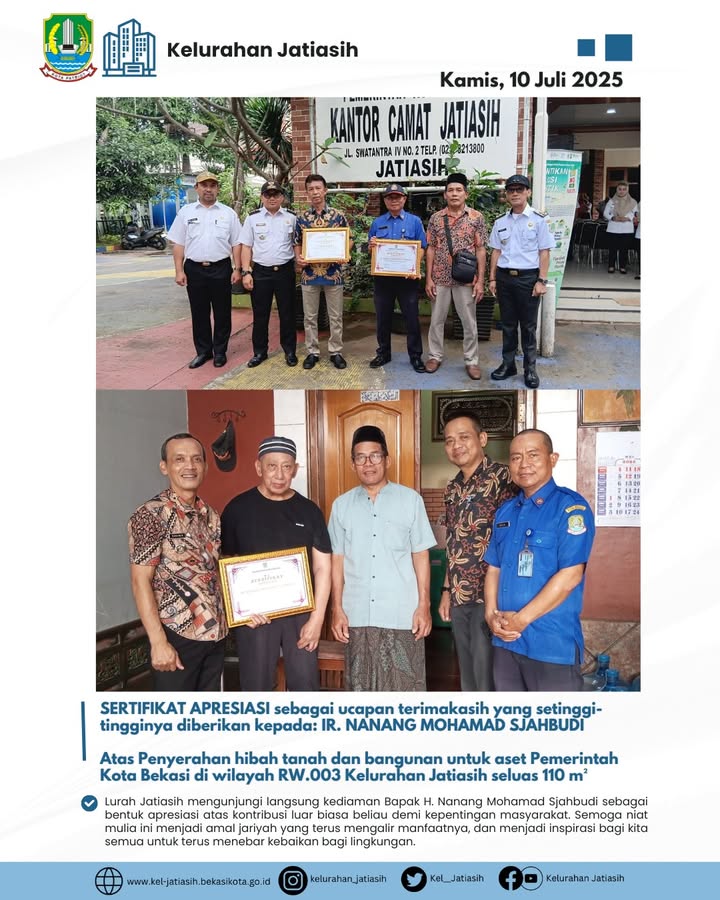 KOTA PATRIOT
Kelurahan Jatiasih
Kamis, 10 Juli 2025
KANTOR CAMAT JATIASIH
JL. SWATANTRA IV NO. 2 TELP.
JATIASIH
SERTIFIKAT
SERTIFIKAT APRESIASI sebagai ucapan terimakasih yang setinggi-
tingginya diberikan kepada: IR. NANANG MOHAMAD SJAHBUDI
Atas Penyerahan hibah tanah dan bangunan untuk aset Pemerintah
Kota Bekasi di wilayah RW.003 Kelurahan Jatiasih seluas 110 m²
Lurah Jatiasih mengunjungi langsung kediaman Bapak H. Nanang Mohamad Sjahbudi sebagai
bentuk apresiasi atas kontribusi luar biasa beliau demi kepentingan masyarakat. Semoga niat
mulia ini menjadi amal jariyah yang terus mengalir manfaatnya, dan menjadi inspirasi bagi kita
semua untuk terus menebar kebaikan bagi lingkungan.
www.kel-jatiasih.bekasikota.go.id
kelurahan_jatiasih
Kel__Jatiasih
Kelurahan Jatiasih